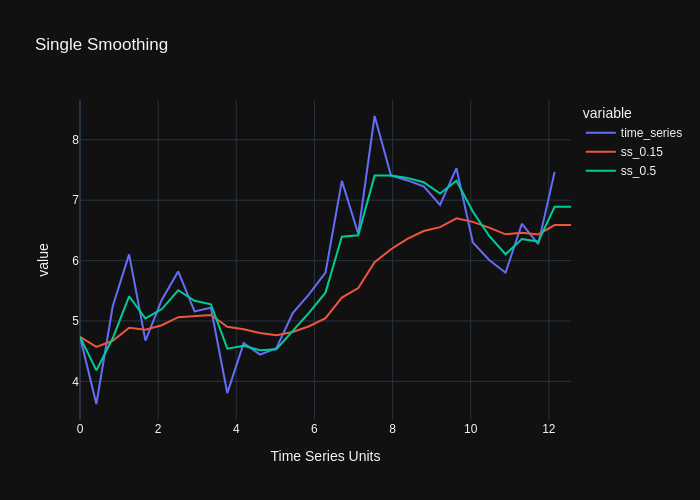 Single Smoothing
variable
time_series
ss_0.15
ss_0.5
value
8
7
6
5
4
0 2 4 6 8 10 12
Time Series Units